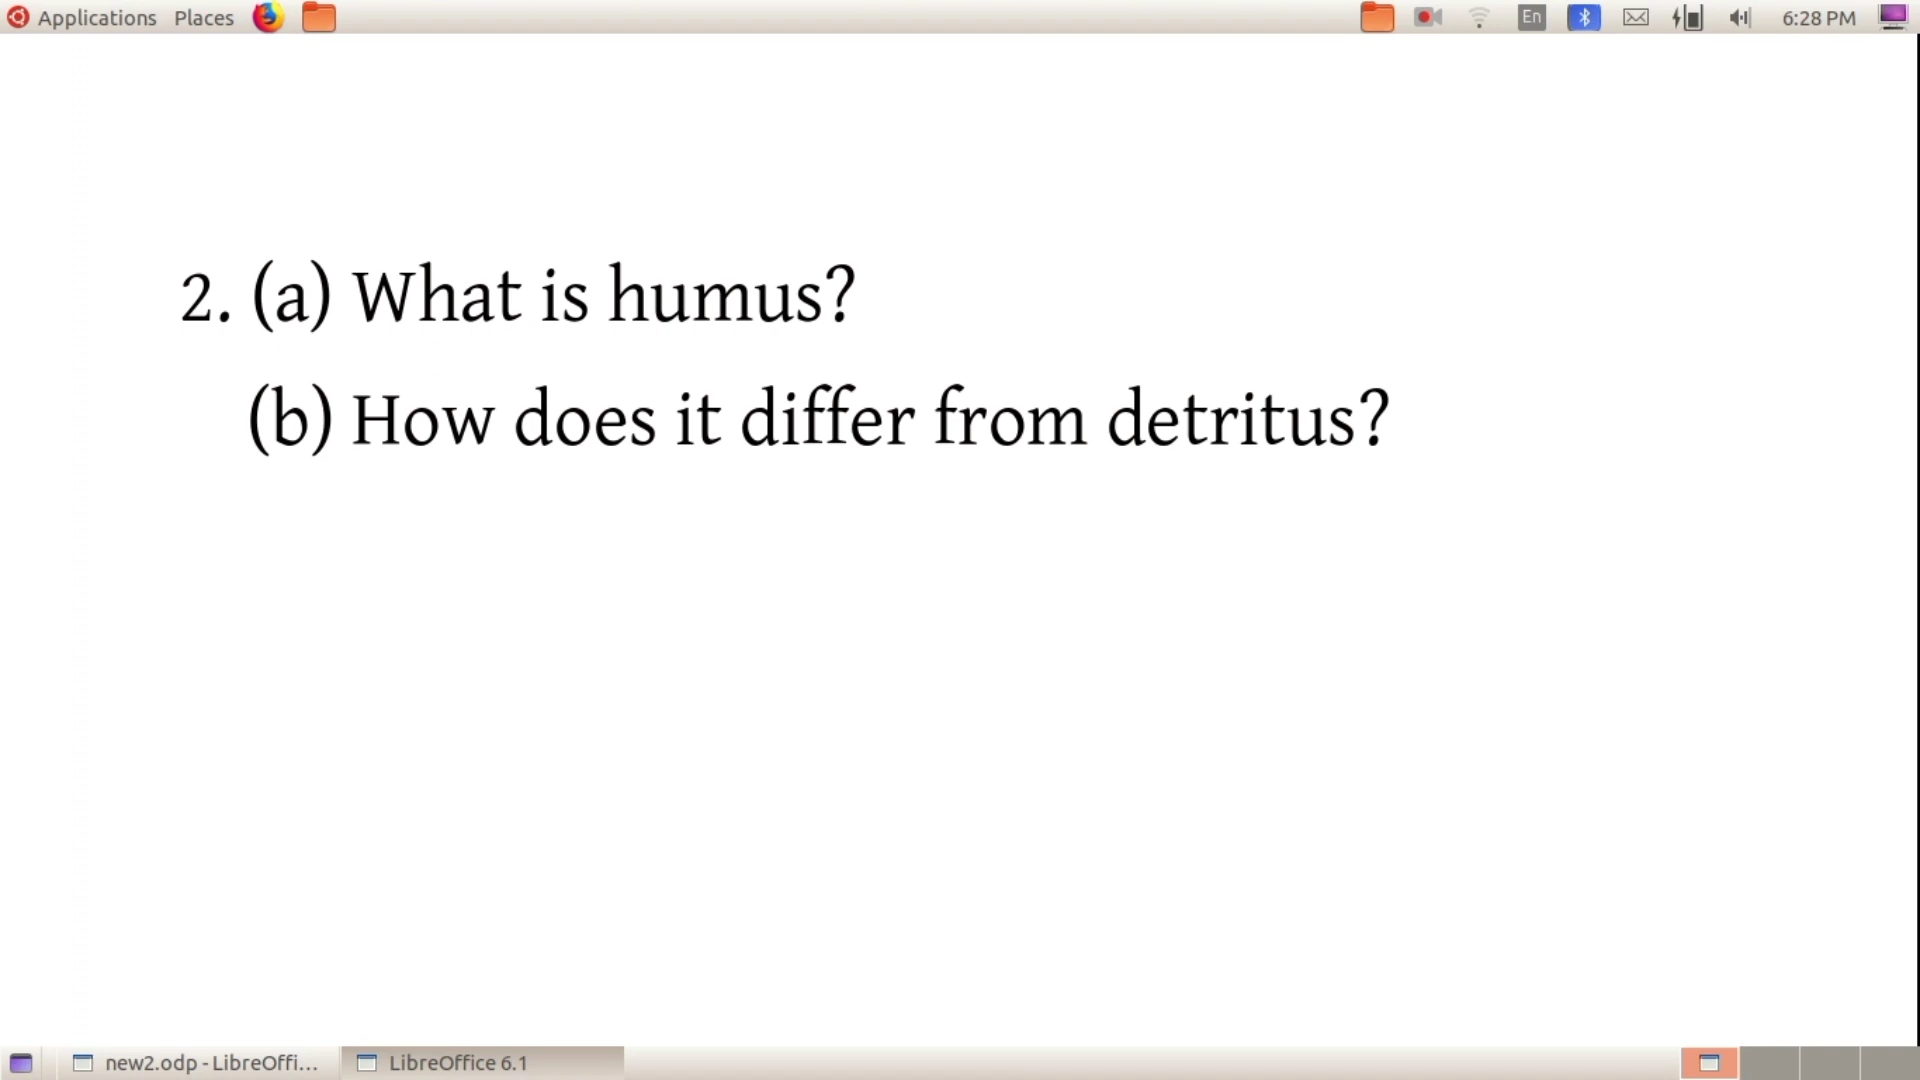 Applications Places En 6:28 PM
2. (a) What is humus?
(b) How does it differ from detritus?
new2.odp - LibreOffi... LibreOffice 6.1